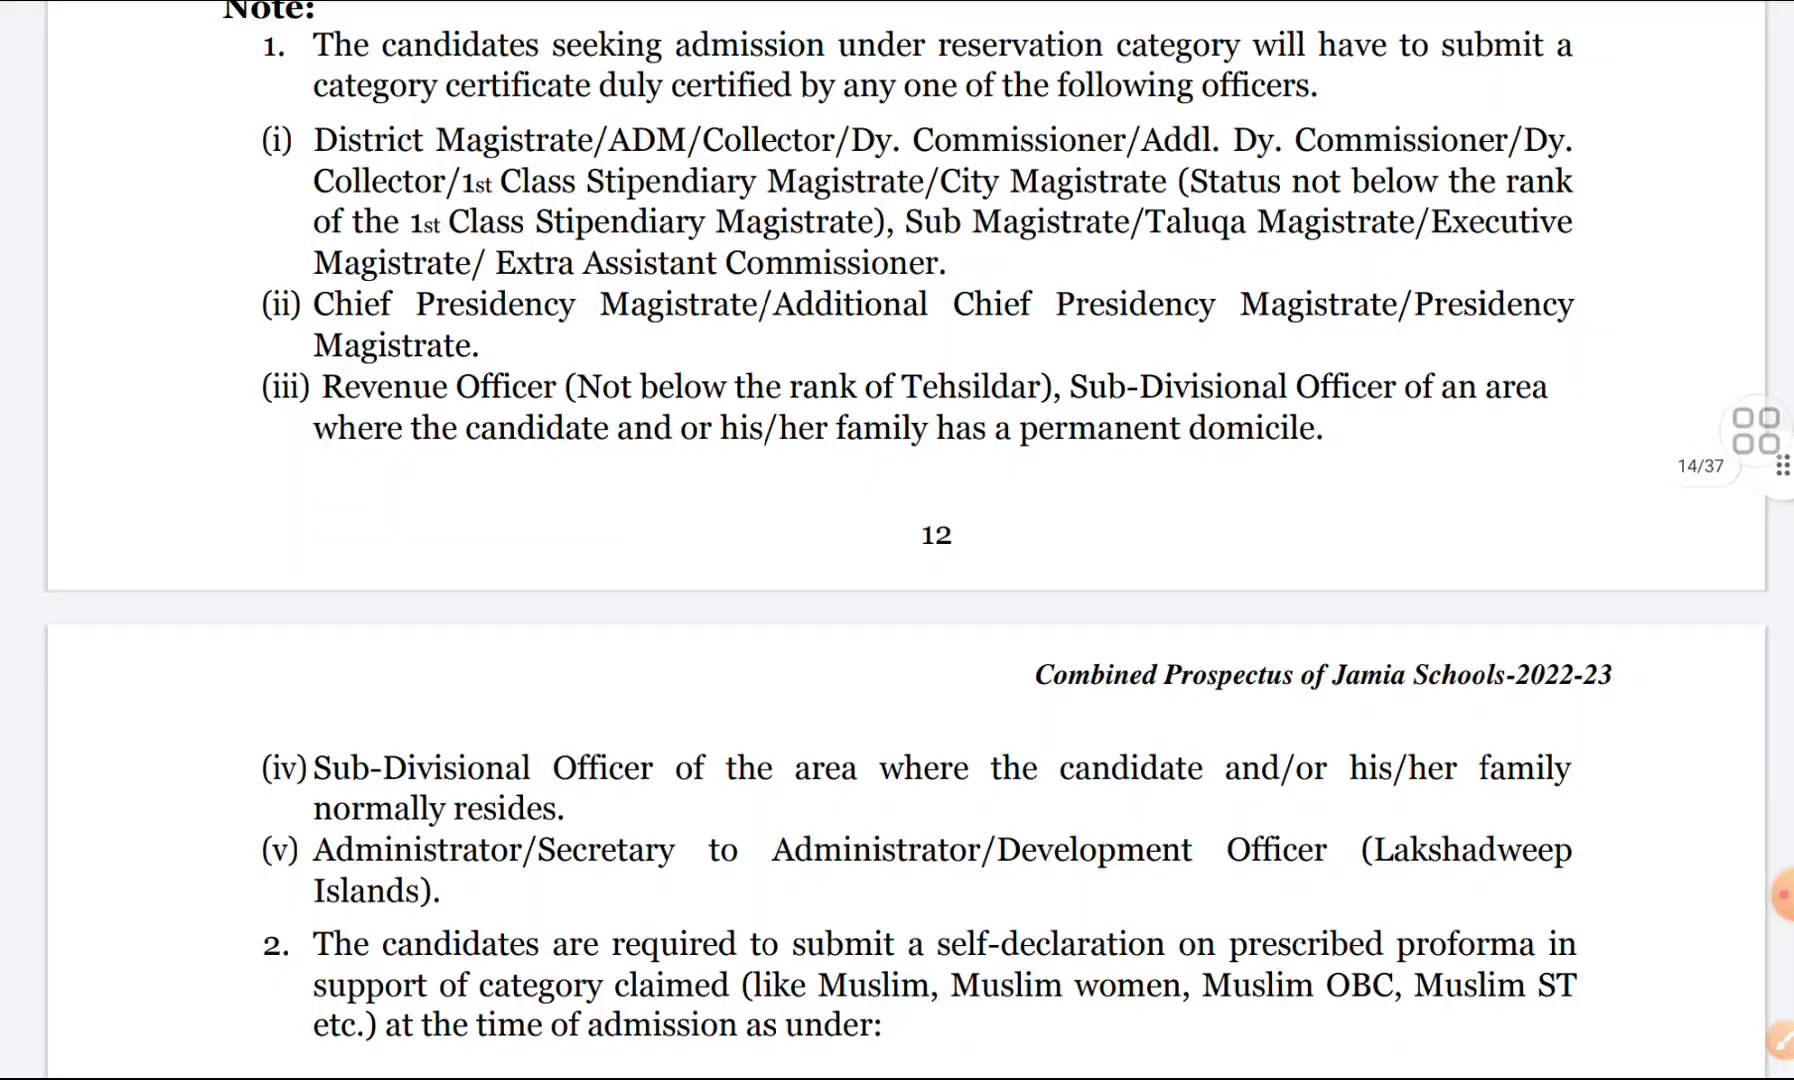 Note:
1. The candidates seeking admission under reservation category will have to submit a
category certificate duly certified by any one of the following officers.
(i) District Magistrate/ADM/Collector/Dy. Commissioner/Addl. Dy. Commissioner/Dy.
Collector/1st Class Stipendiary Magistrate/City Magistrate (Status not below the rank
of the 1st Class Stipendiary Magistrate), Sub Magistrate/Taluqa Magistrate/Executive
Magistrate/ Extra Assistant Commissioner.
(ii) Chief Presidency Magistrate/Additional Chief Presidency Magistrate/Presidency
Magistrate.
(iii) Revenue Officer (Not below the rank of Tehsildar), Sub-Divisional Officer of an area
where the candidate and or his/her family has a permanent domicile.
14/37
12
Combined Prospectus of Jamia Schools-2022-23
(iv) Sub-Divisional Officer of the area where the candidate and/or his/her family
normally resides.
(v) Administrator/Secretary to Administrator/Development Officer (Lakshadweep
Islands).
2. The candidates are required to submit a self-declaration on prescribed proforma in
support of category claimed (like Muslim, Muslim women, Muslim OBC, Muslim ST
etc.) at the time of admission as under: